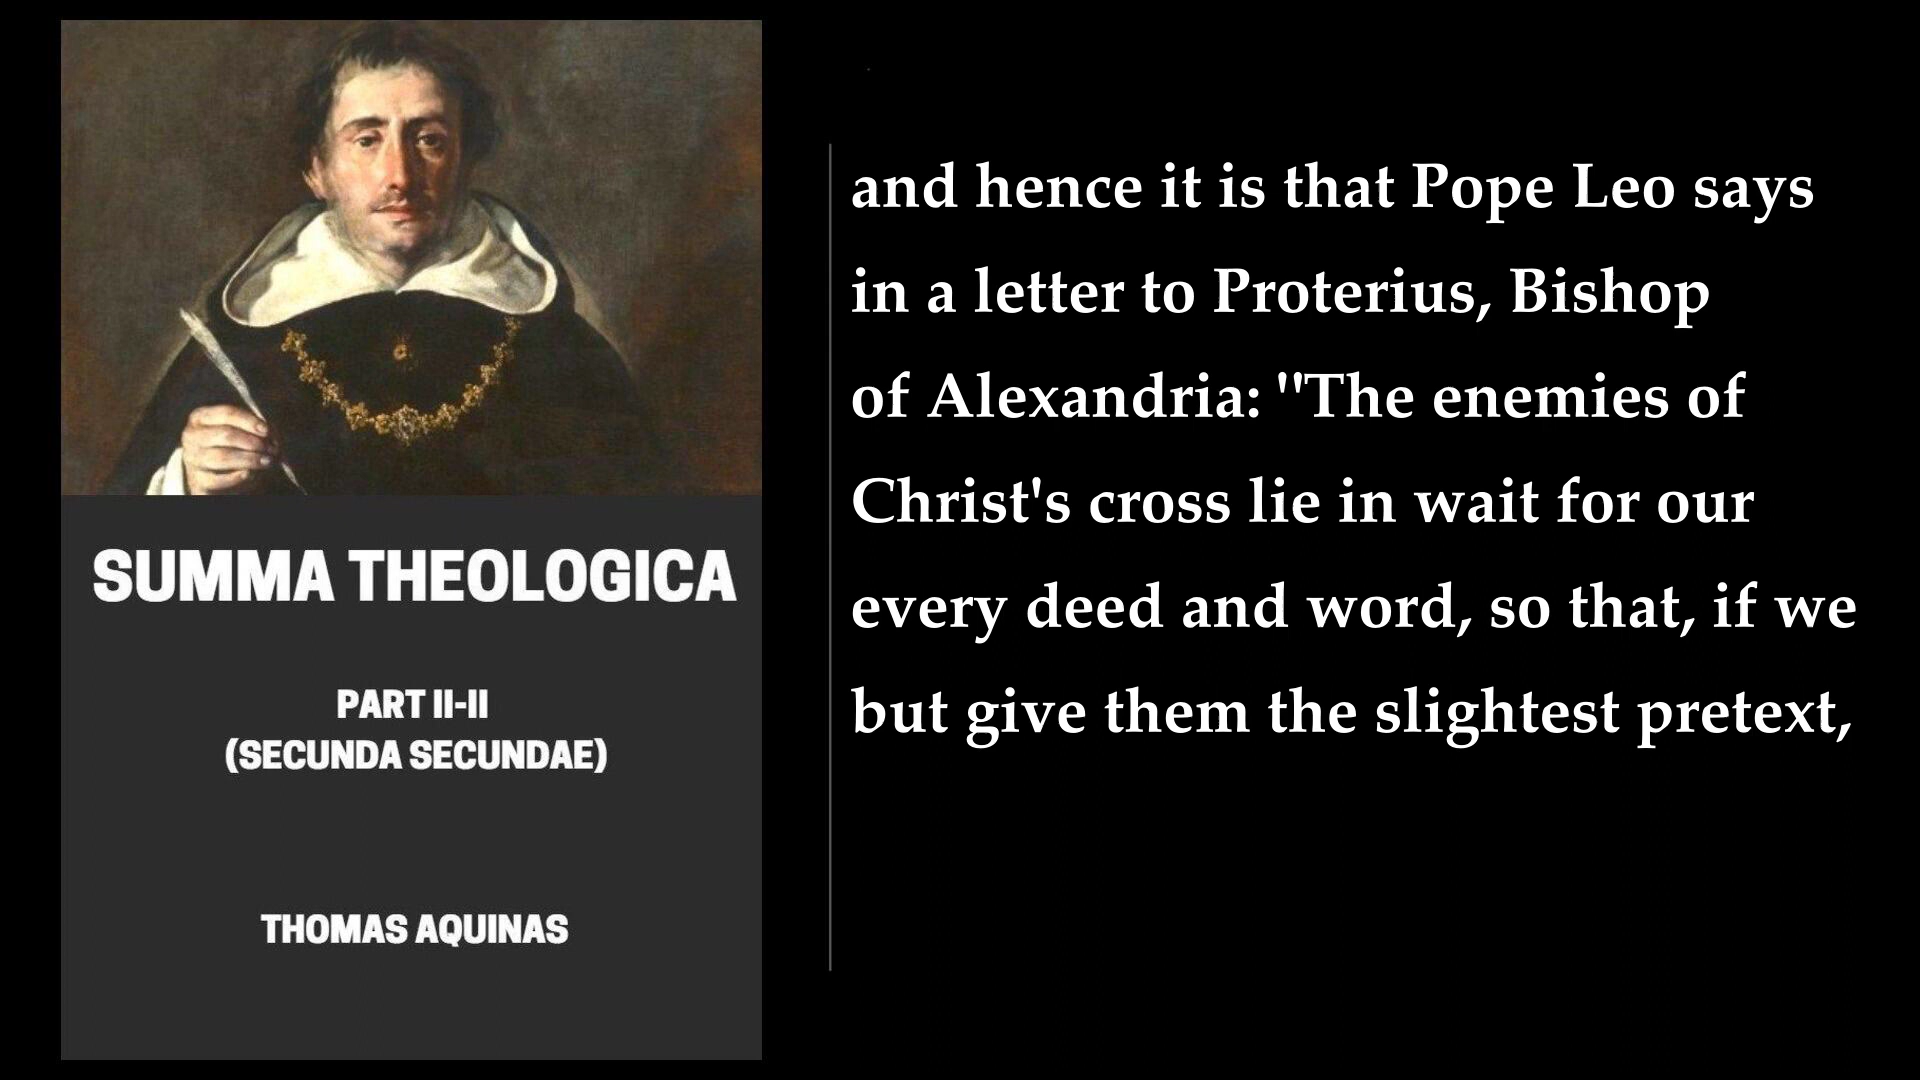 SUMMA THEOLOGICA
PART II-II
(SECUNDA SECUNDAE)
THOMAS AQUINAS
and hence it is that Pope Leo says
in a letter to Proterius, Bishop
of Alexandria: "The enemies of
Christ's cross lie in wait for our
every deed and word, so that, if we
but give them the slightest pretext,